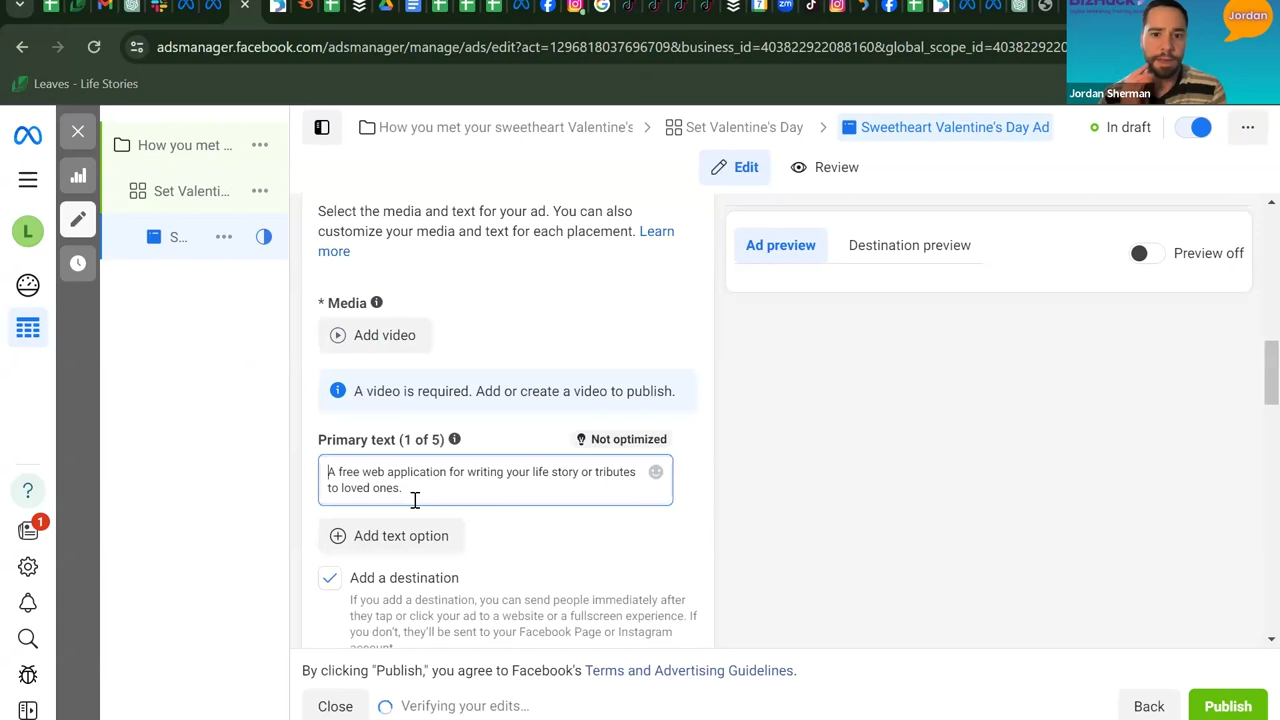 BizHack
Jordan
adsmanager.facebook.com/adsmanager/manage/ads/edit?act=1296818037696709&business_id=403822922088160&global_scope_id=40382292
Leaves - Life Stories
Jordan Sherman
How you met ...
Set Valenti...
S...
L
1
How you met your sweetheart Valentine's
Set Valentine's Day
Sweetheart Valentine's Day Ad
In draft
Edit
Review
Select the media and text for your ad. You can also
customize your media and text for each placement. Learn
more
* Media
Add video
A video is required. Add or create a video to publish.
Primary text (1 of 5)
Not optimized
A free web application for writing your life story or tributes
to loved ones.
Add text option
Add a destination
If you add a destination, you can send people immediately after
they tap or click your ad to a website or a fullscreen experience. If
you don't, they'll be sent to your Facebook Page or Instagram
account.
Ad preview
Destination preview
Preview off
By clicking "Publish," you agree to Facebook's Terms and Advertising Guidelines.
Close
Verifying your edits...
Back
Publish